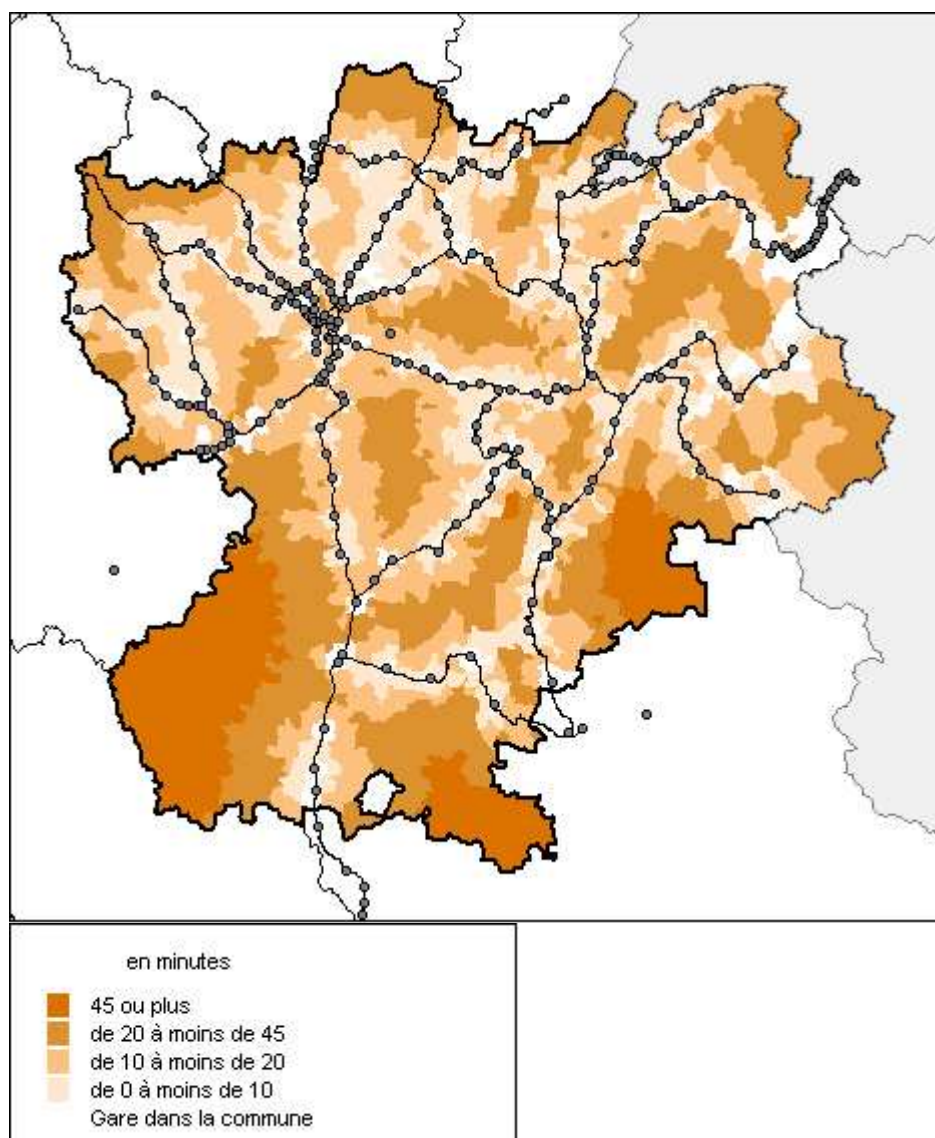 en minutes
45 ou plus
de 20 à moins de 45
de 10 à moins de 20
de 0 à moins de 10
Gare dans la commune